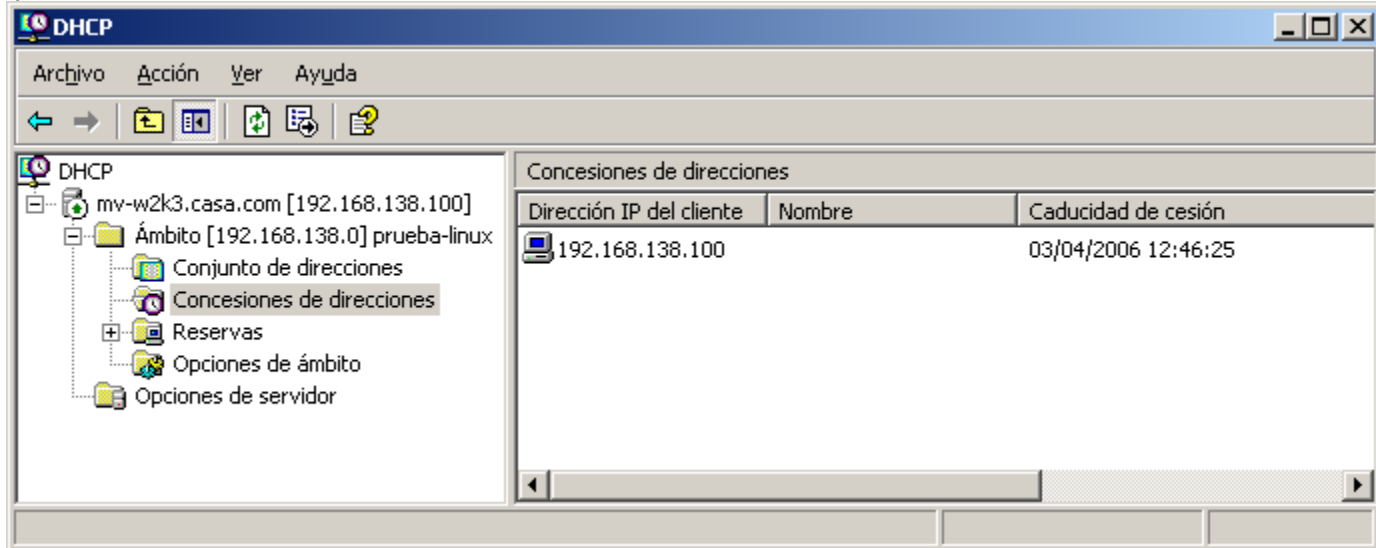 DHCP
Archivo Acción Ver Ayuda
DHCP
mv-w2k3.casa.com [192.168.138.100]
Ámbito [192.168.138.0] prueba-linux
Conjunto de direcciones
Concesiones de direcciones
Reservas
Opciones de ámbito
Opciones de servidor
Concesiones de direcciones
Dirección IP del cliente Nombre Caducidad de cesión
192.168.138.100 03/04/2006 12:46:25